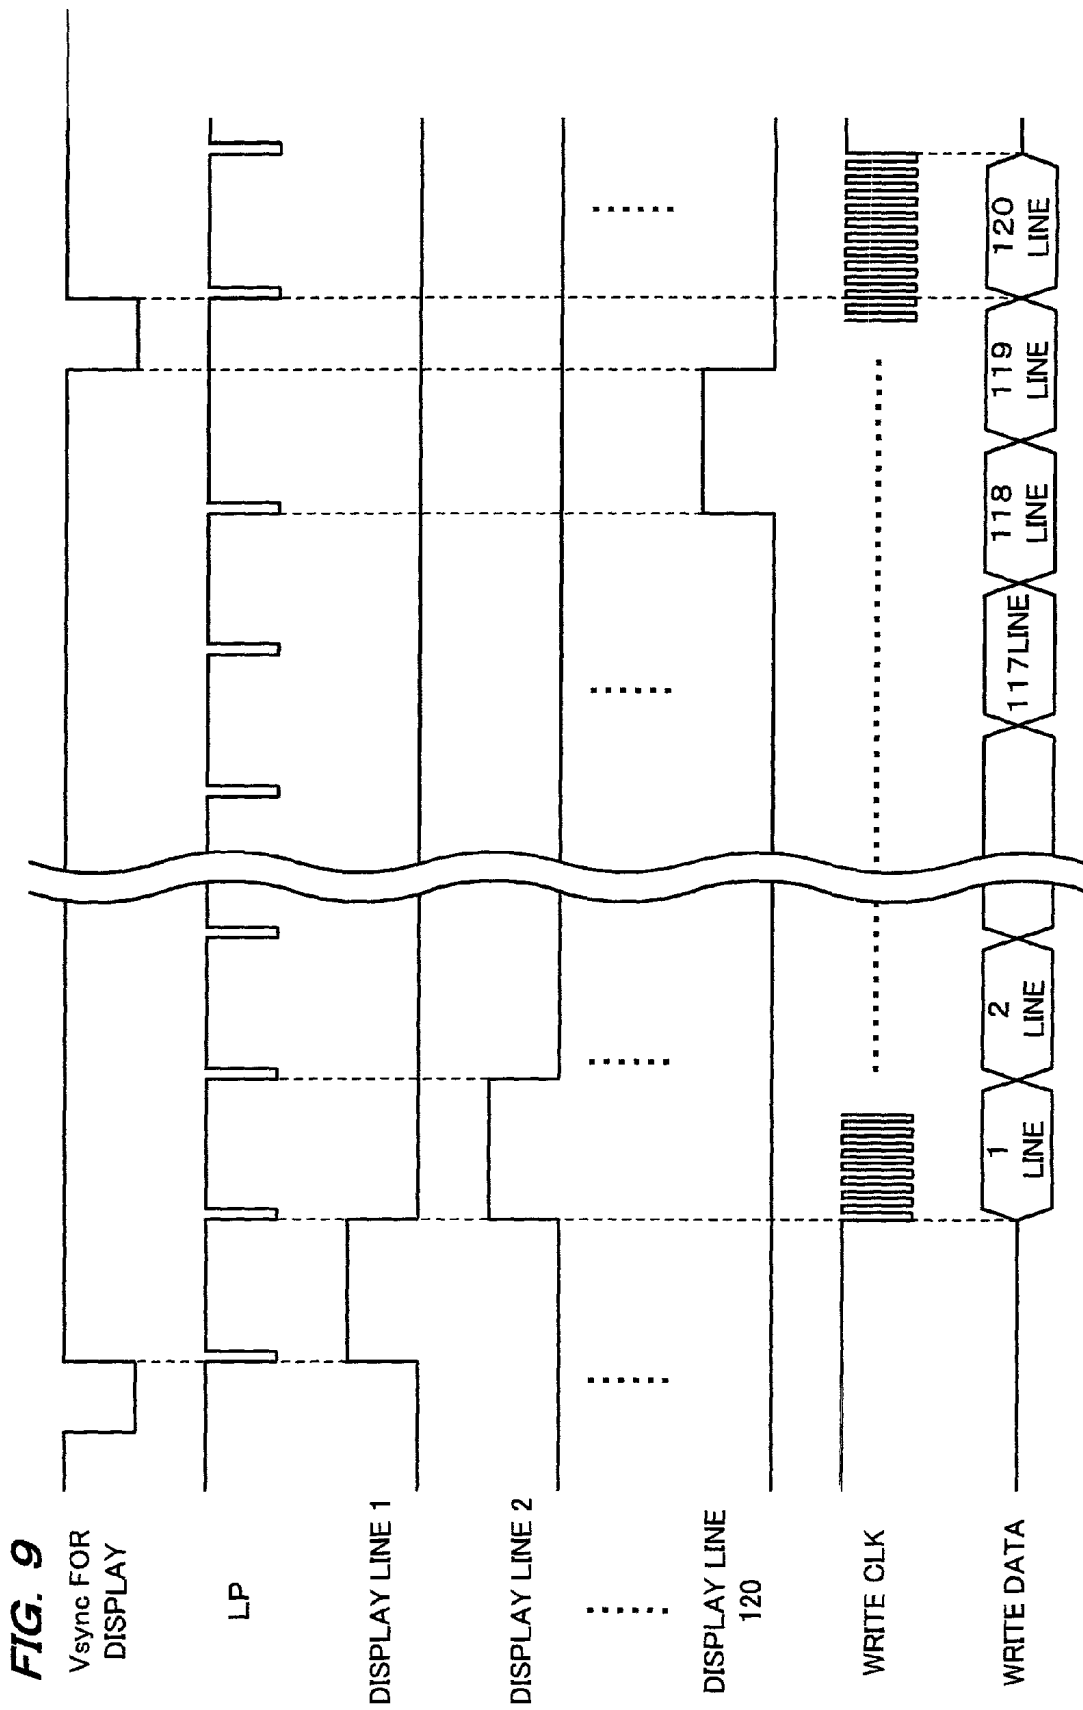 FIG. 9
Vsync FOR
DISPLAY
LP
DISPLAY LINE 1
DISPLAY LINE 2
DISPLAY LINE
120
WRITE CLK
WRITE DATA
1
LINE
2
LINE
117LINE
118
LINE
119
LINE
120
LINE